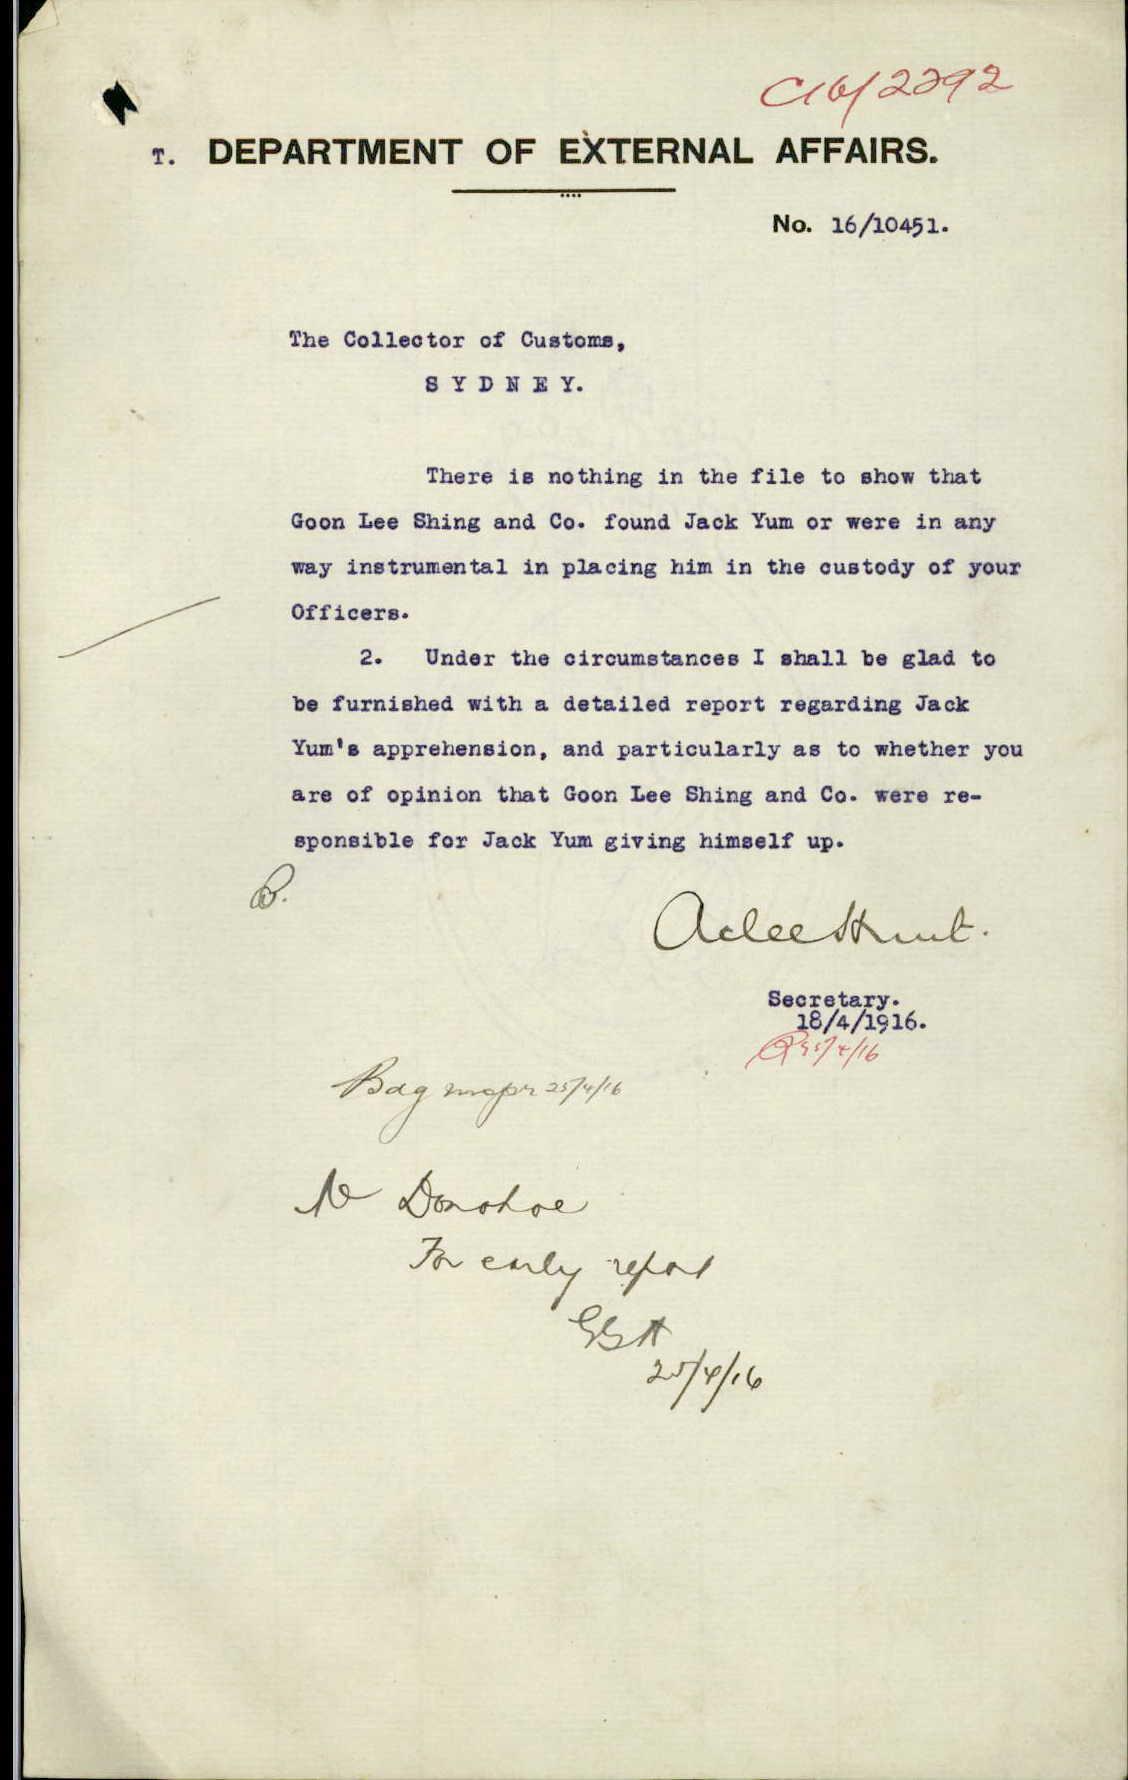 C16/2292
T. DEPARTMENT OF EXTERNAL AFFAIRS.
No. 16/10451.
The Collector of Customs,
S Y D N E Y.
There is nothing in the file to show that
Goon Lee Shing and Co. found Jack Yum or were in any
way instrumental in placing him in the custody of your
Officers.
2. Under the circumstances I shall be glad to
be furnished with a detailed report regarding Jack
Yum's apprehension, and particularly as to whether you
are of opinion that Goon Lee Shing and Co. were re-
sponsible for Jack Yum giving himself up.
B.
Atlee Hunt.
Secretary.
18/4/1916.
25/4/16
Bag 25/4/16
Mr Donohoe
For early report
25/4/16